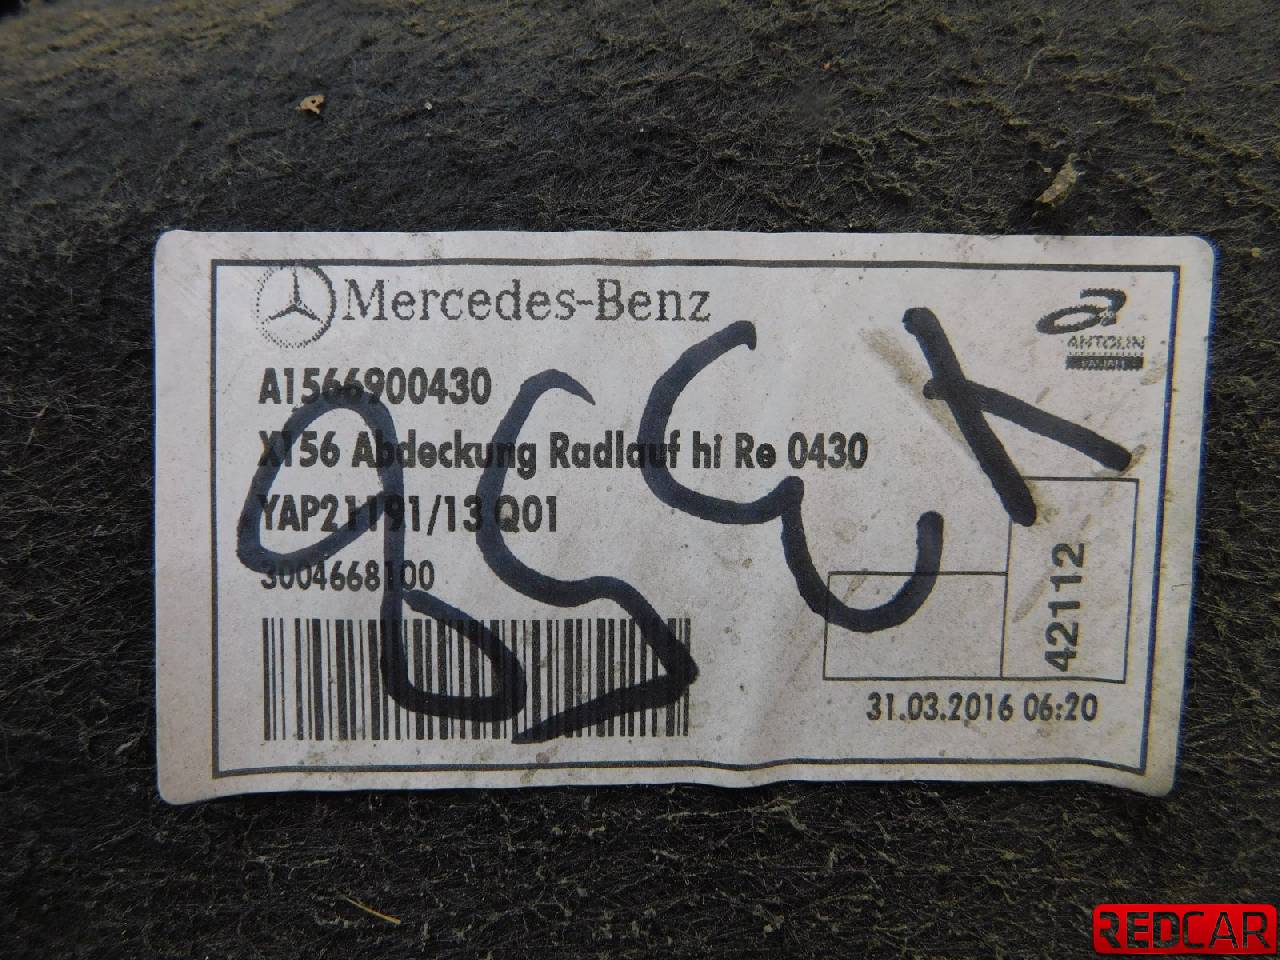 Mercedes-Benz
ANTOLIN
A1566900430
X156 Abdeckung Radlauf hi Re 0430
YAP21191/13 Q01
3004668100
42112
31.03.2016 06:20
REDCAR